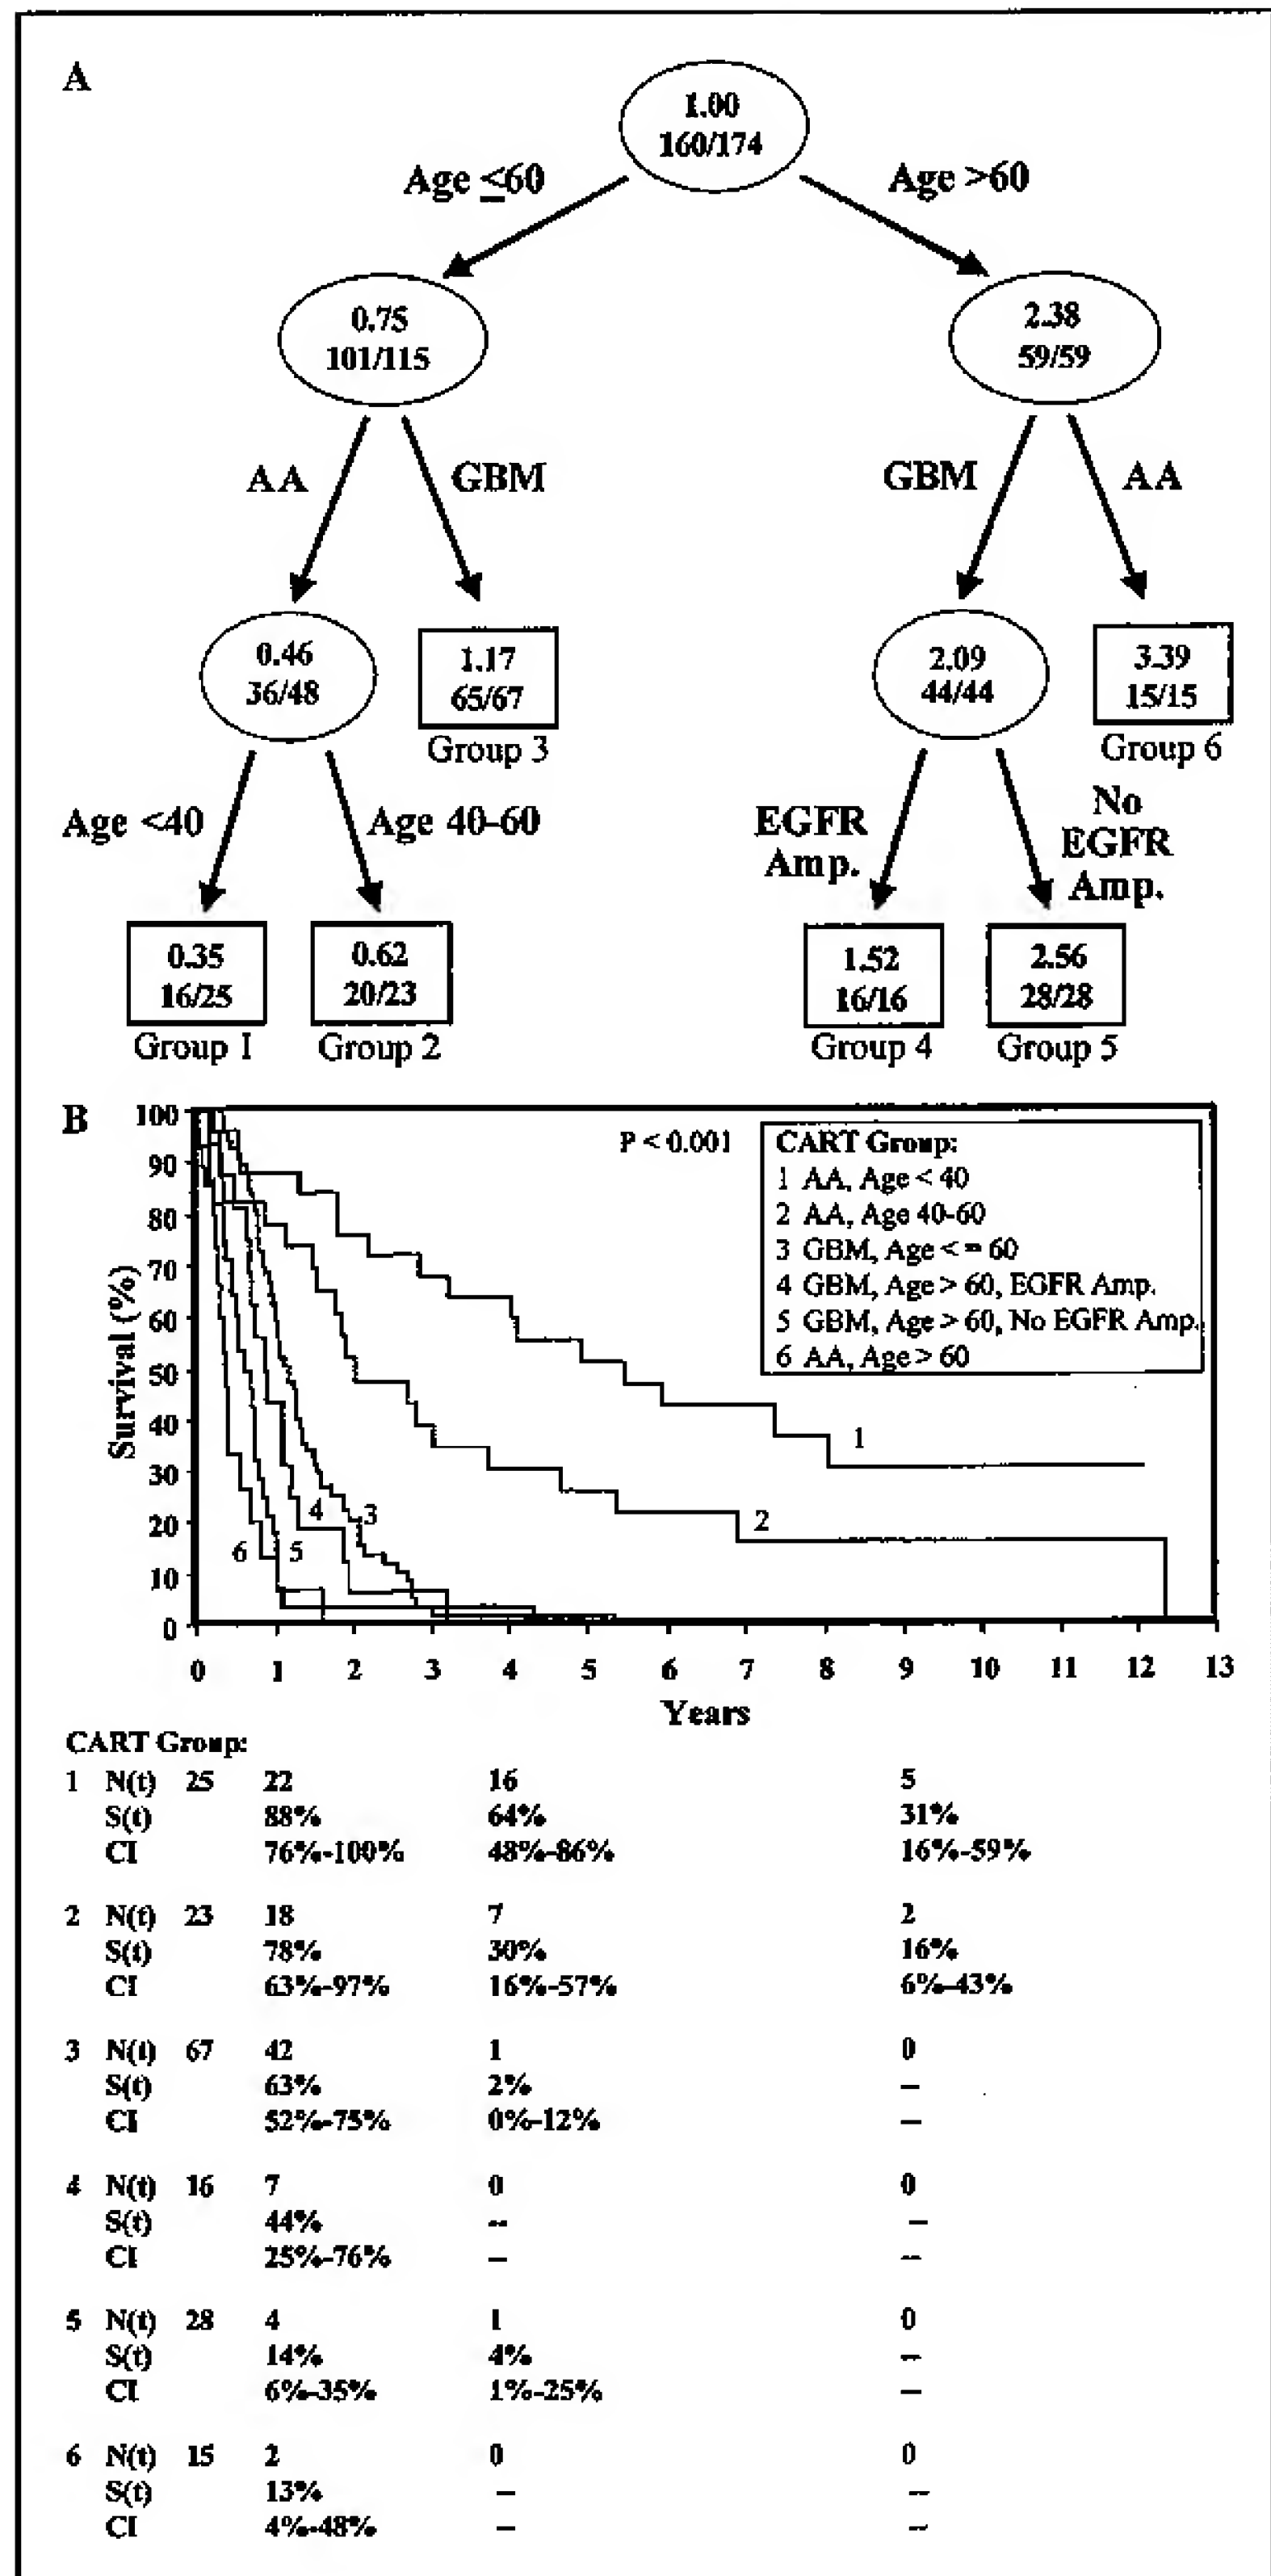 A
1.00
160/174
Age ≤60
Age >60
0.75
101/115
2.38
59/59
AA
GBM
GBM
AA
0.46
36/48
1.17
65/67
Group 3
2.09
44/44
3.39
15/15
Group 6
Age <40
Age 40-60
EGFR
Amp.
No
EGFR
Amp.
0.35
16/25
Group 1
0.62
20/23
Group 2
1.52
16/16
Group 4
2.56
28/28
Group 5
B
P < 0.001
CART Group:
1 AA, Age < 40
2 AA, Age 40-60
3 GBM, Age < = 60
4 GBM, Age > 60, EGFR Amp.
5 GBM, Age > 60, No EGFR Amp.
6 AA, Age > 60
Survival (%)
100
90
80
70
60
50
40
30
20
10
0
1
2
3
4
5
6
0 1 2 3 4 5 6 7 8 9 10 11 12 13
Years
CART Group:
1 N(t) 25 22 16 5
S(t) 88% 64% 31%
CI 76%-100% 48%-86% 16%-59%
2 N(t) 23 18 7 2
S(t) 78% 30% 16%
CI 63%-97% 16%-57% 6%-43%
3 N(t) 67 42 1 0
S(t) 63% 2% –
CI 52%-75% 0%-12% –
4 N(t) 16 7 0 0
S(t) 44% -- –
CI 25%-76% – --
5 N(t) 28 4 1 0
S(t) 14% 4% –
CI 6%-35% 1%-25% –
6 N(t) 15 2 0 0
S(t) 13% – –
CI 4%-48% – –